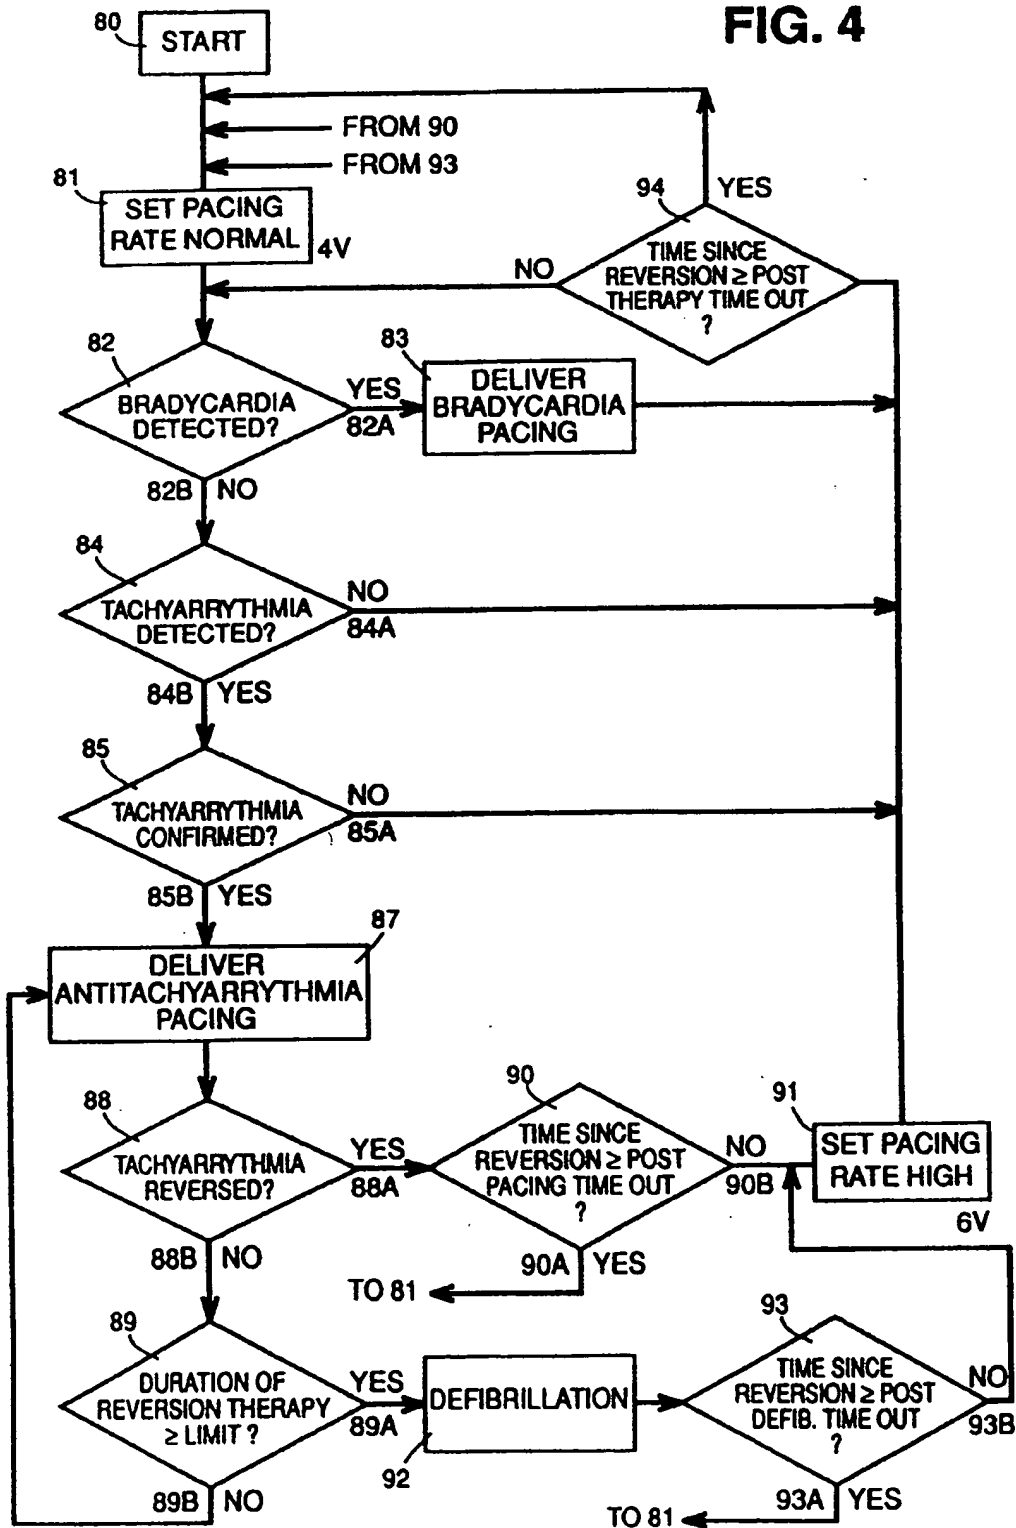 FIG. 4
80
START
FROM 90
FROM 93
81
SET PACING
RATE NORMAL
4V
94
YES
TIME SINCE
REVERSION ≥ POST
THERAPY TIME OUT
?
NO
82
BRADYCARDIA
DETECTED?
YES
82A
83
DELIVER
BRADYCARDIA
PACING
82B
NO
84
TACHYARRYTHMIA
DETECTED?
NO
84A
84B
YES
85
TACHYARRYTHMIA
CONFIRMED?
NO
85A
85B
YES
87
DELIVER
ANTITACHYARRYTHMIA
PACING
88
TACHYARRYTHMIA
REVERSED?
YES
88A
90
TIME SINCE
REVERSION ≥ POST
PACING TIME OUT
?
NO
90B
91
SET PACING
RATE HIGH
6V
88B
NO
90A
YES
TO 81
89
DURATION OF
REVERSION THERAPY
≥ LIMIT ?
YES
89A
DEFIBRILLATION
92
93
TIME SINCE
REVERSION ≥ POST
DEFIB. TIME OUT
?
NO
93B
89B
NO
93A
YES
TO 81